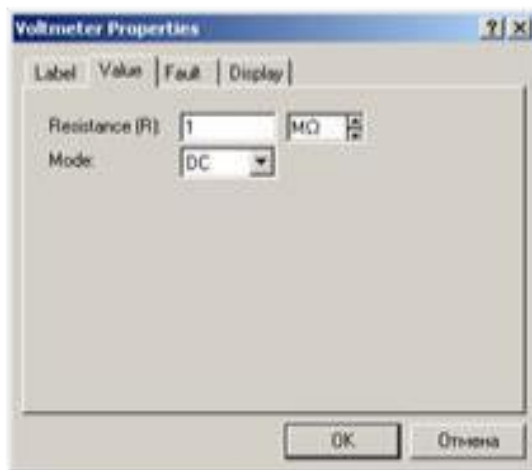 Voltmeter Properties
Label Value Fault Display
Resistance (R): 1 MΩ
Mode: DC
OK Отмена